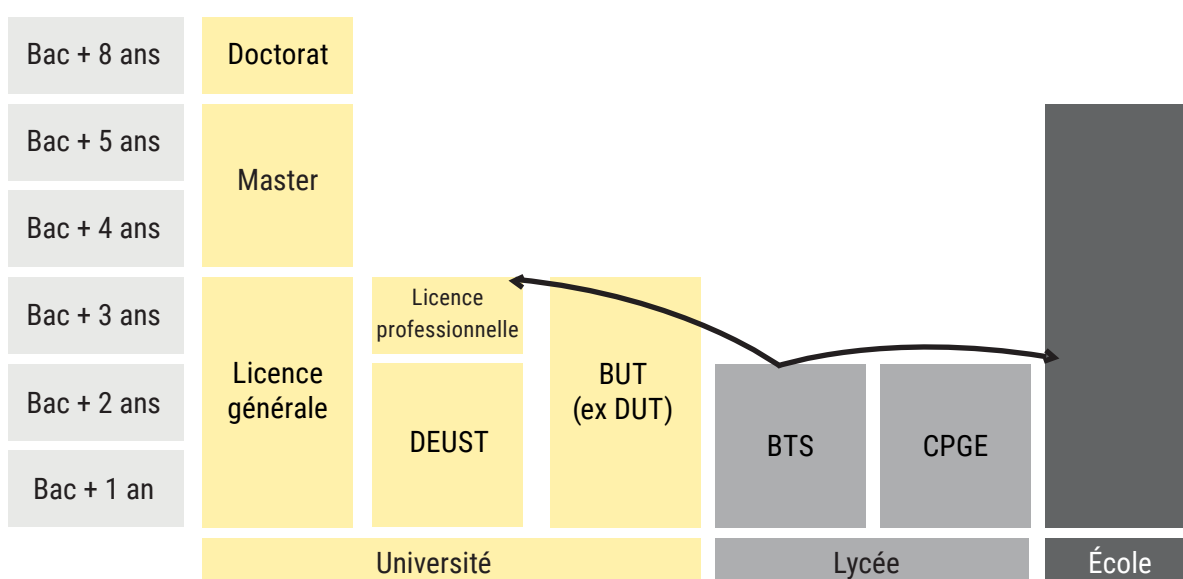 Bac + 8 ans
Doctorat
Bac + 5 ans
Master
Bac + 4 ans
Bac + 3 ans
Licence
professionnelle
Licence
générale
BUT
(ex DUT)
Bac + 2 ans
DEUST
BTS
CPGE
Bac + 1 an
Université
Lycée
École